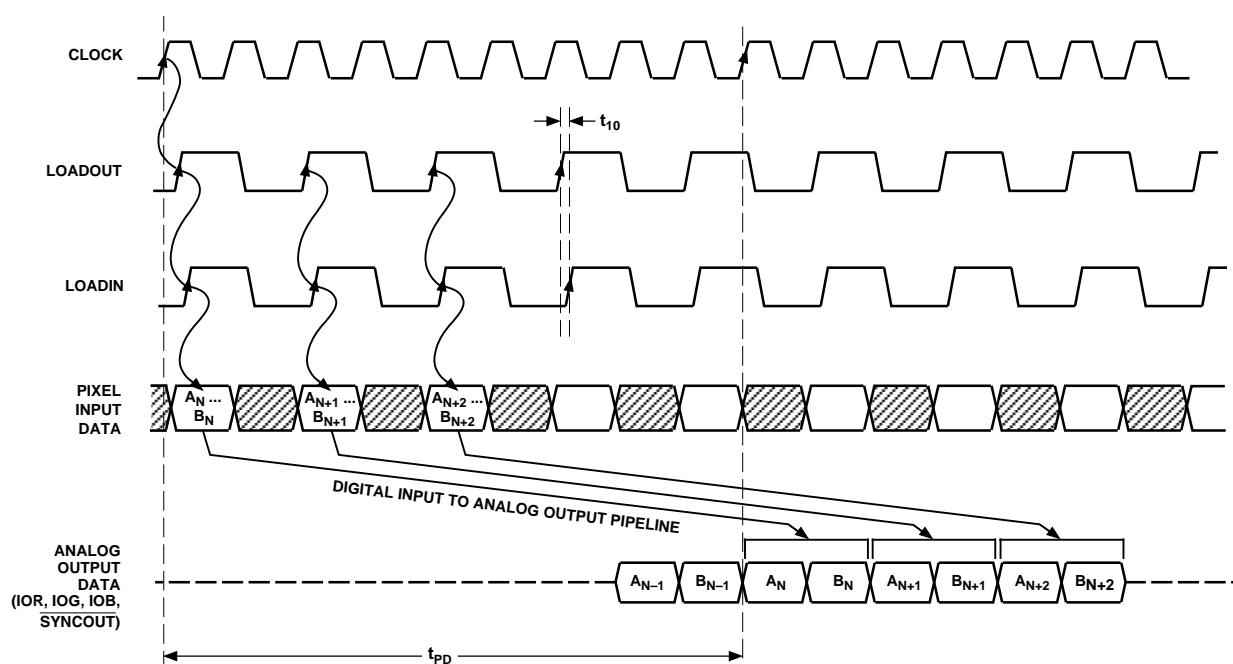 CLOCK
t10
LOADOUT
LOADIN
PIXEL
INPUT
DATA
AN ...
BN
AN+1 ...
BN+1
AN+2 ...
BN+2
DIGITAL INPUT TO ANALOG OUTPUT PIPELINE
ANALOG
OUTPUT
DATA
(IOR, IOG, IOB,
SYNCOUT)
AN–1 BN–1 AN BN AN+1 BN+1 AN+2 BN+2
tPD